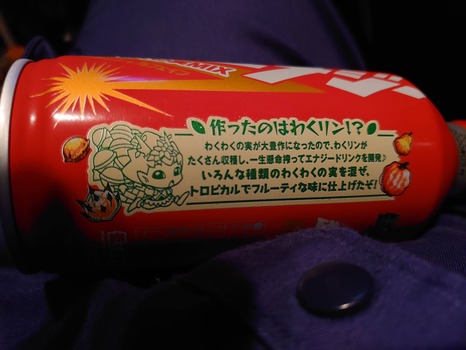 作ったのはわくリン!?
わくわくの実が大豊作になったので、わくリンが
たくさん収穫し、一生懸命搾ってエナジードリンクを開発♪
いろんな種類のわくわくの実を混ぜ、
トロピカルでフルーティな味に仕上げたぞ!